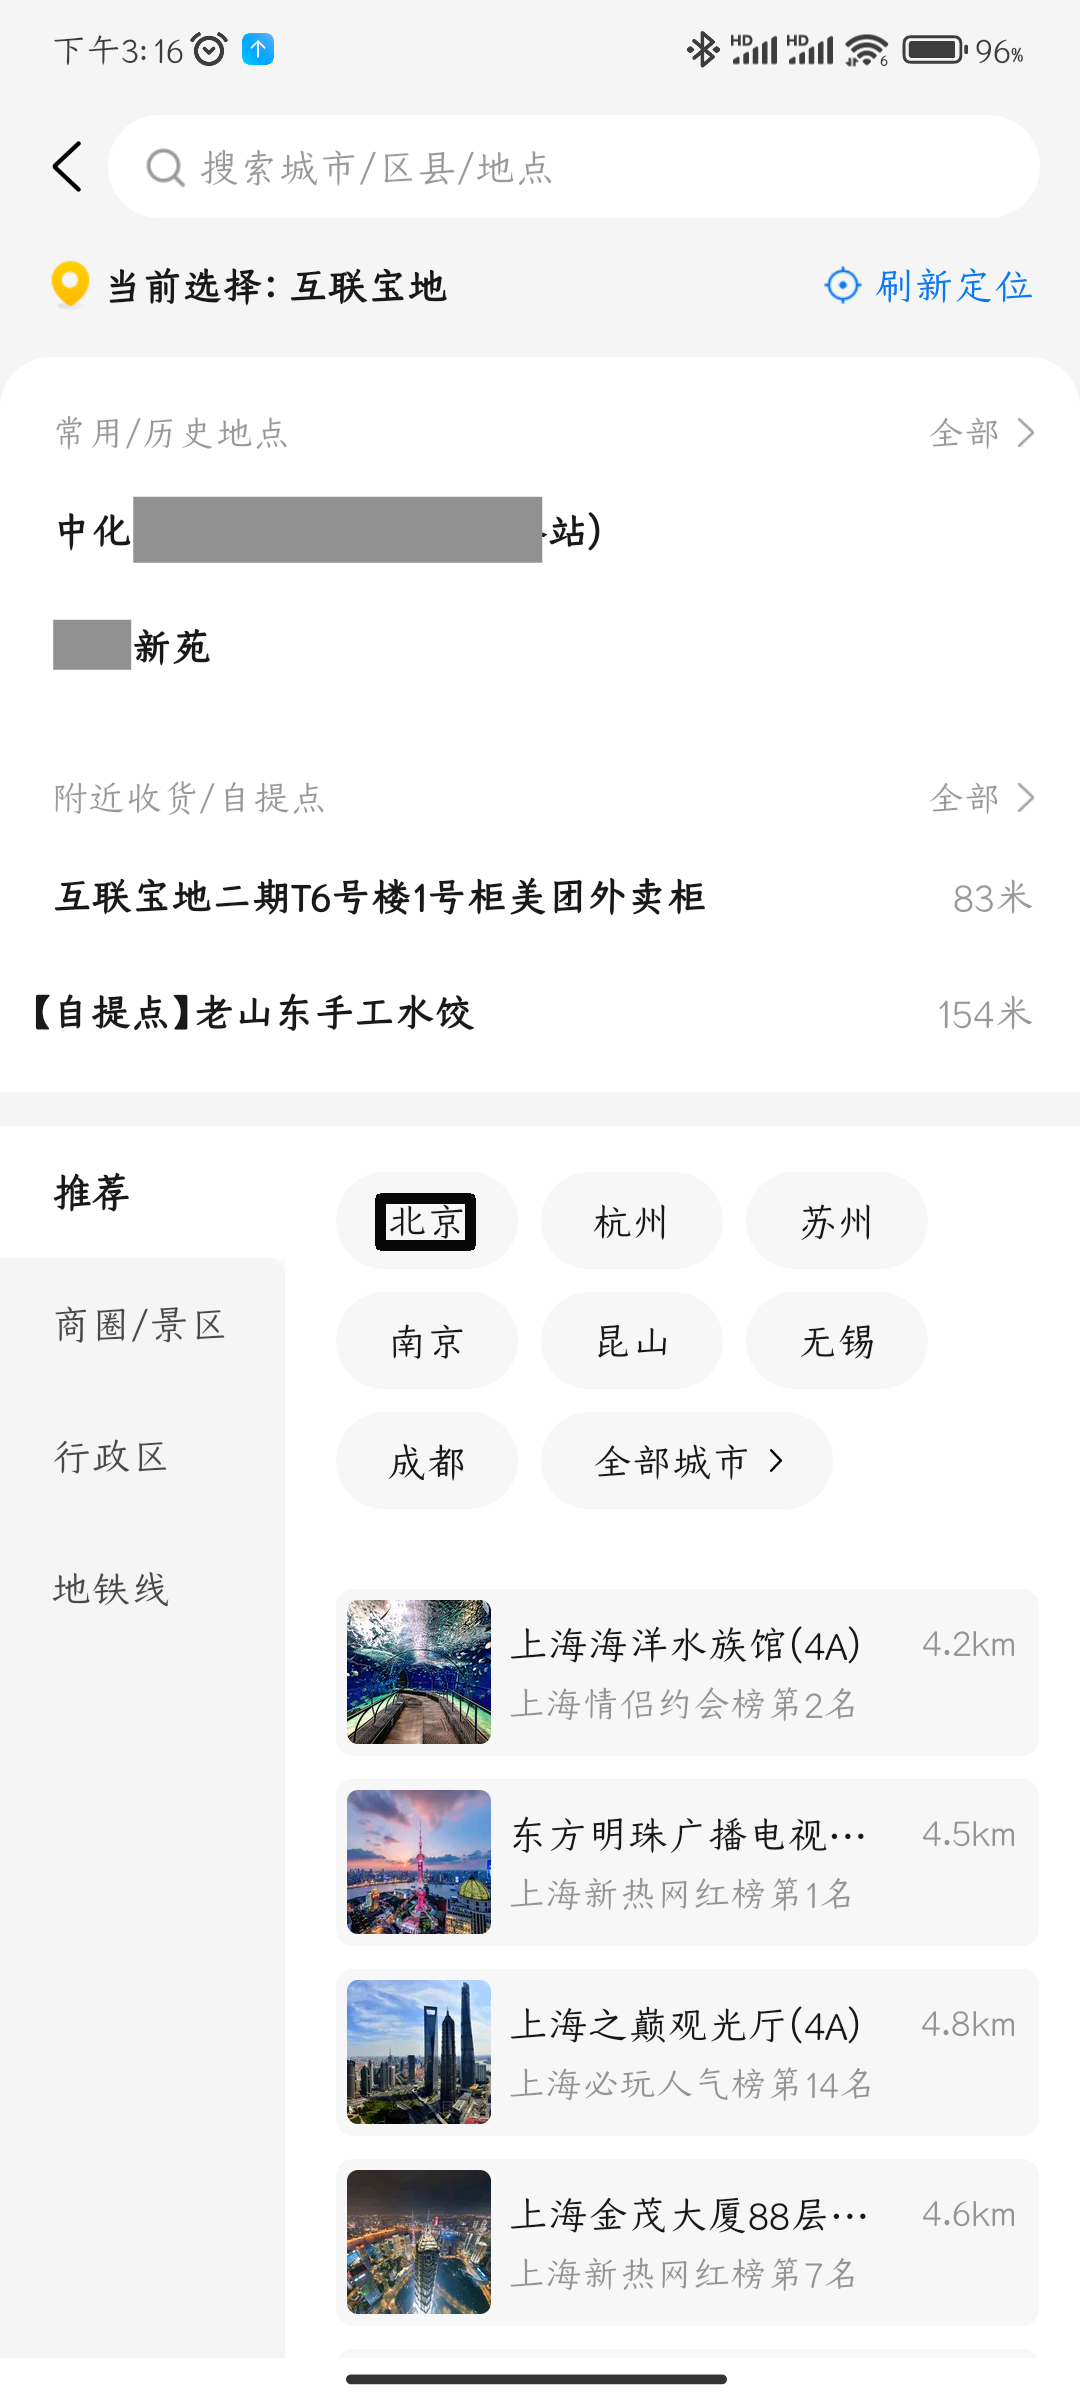 下午3:16
HD HD 6 96%
搜索城市/区县/地点
当前选择：互联宝地
刷新定位
常用/历史地点
全部
中化 站)
新苑
附近收货/自提点
全部
互联宝地二期T6号楼1号柜美团外卖柜
83米
【自提点】老山东手工水饺
154米
推荐
商圈/景区
行政区
地铁线
北京
杭州
苏州
南京
昆山
无锡
成都
全部城市
上海海洋水族馆(4A)
4.2km
上海情侣约会榜第2名
东方明珠广播电视…
4.5km
上海新热网红榜第1名
上海之巅观光厅(4A)
4.8km
上海必玩人气榜第14名
上海金茂大厦88层…
4.6km
上海新热网红榜第7名